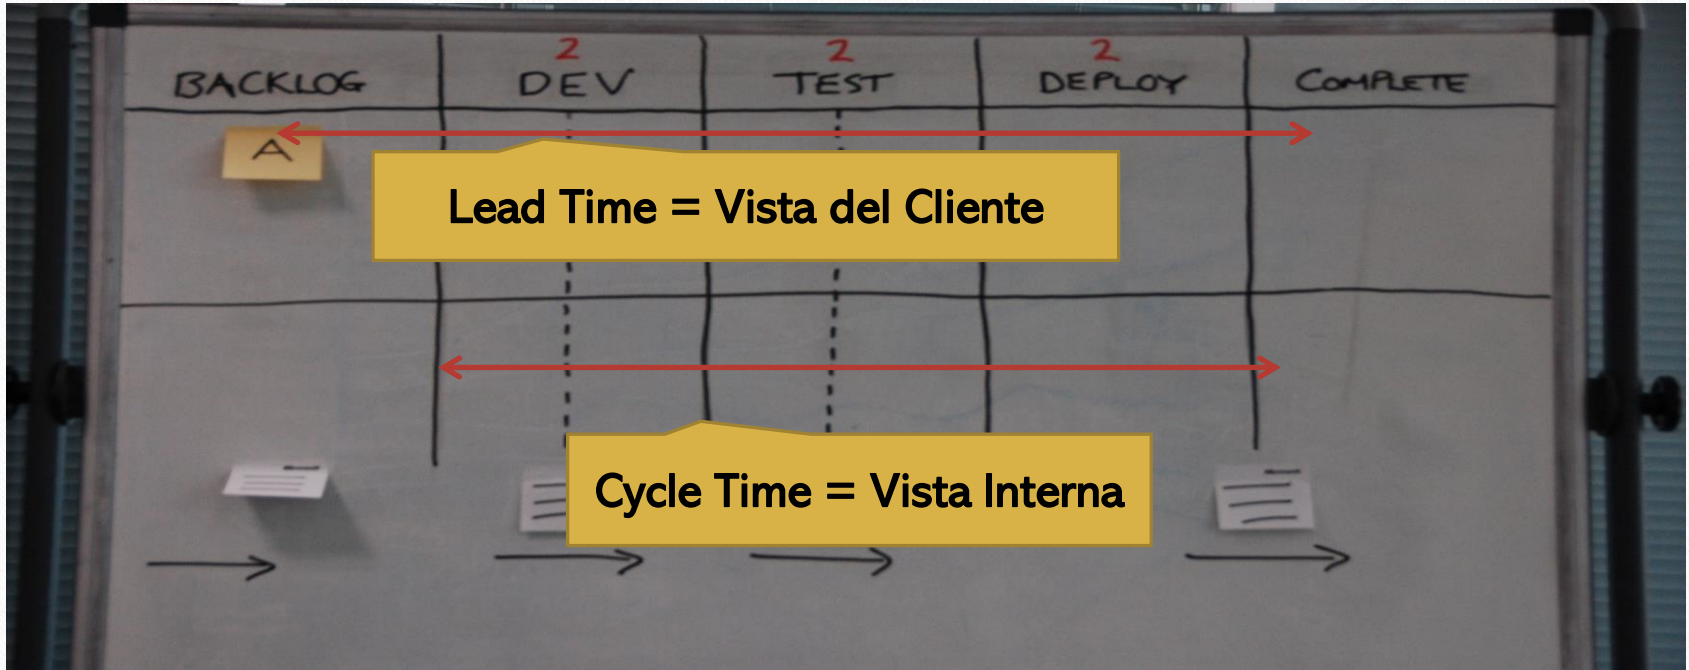 2 2 2
BACKLOG DEV TEST DEPLOY COMPLETE
A
Lead Time = Vista del Cliente
Cycle Time = Vista Interna